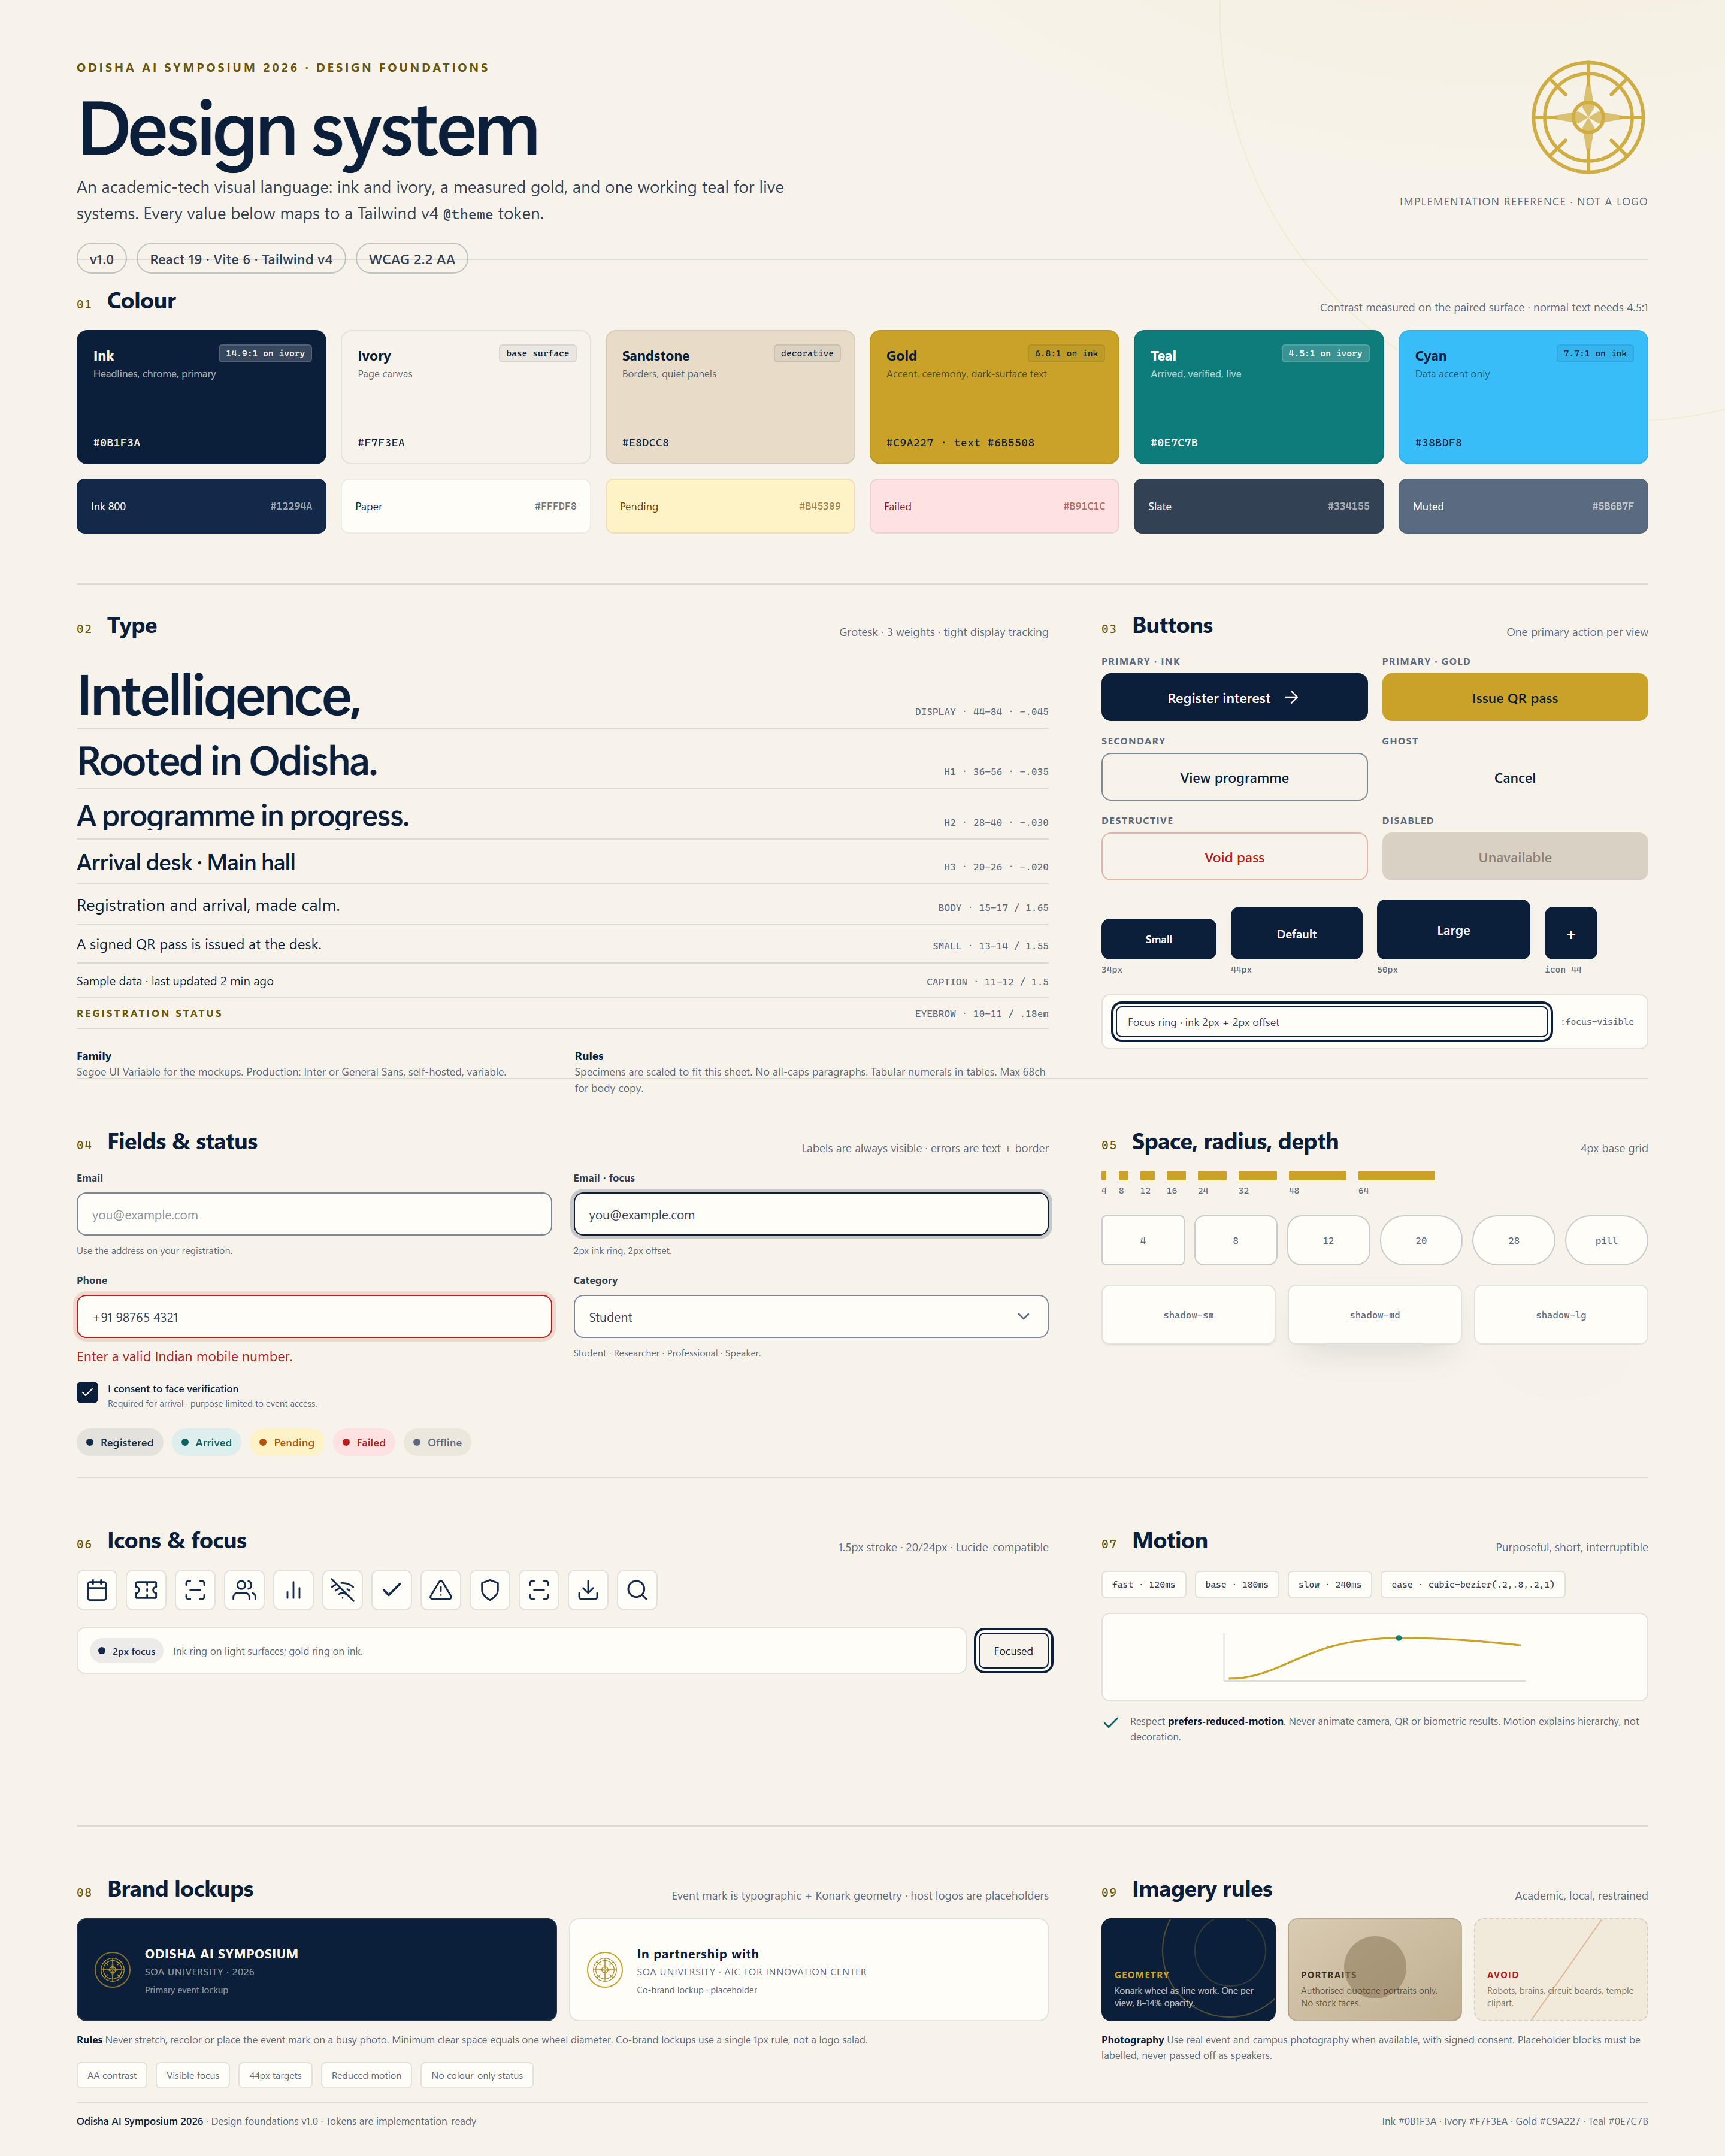 ODISHA AI SYMPOSIUM 2026 · DESIGN FOUNDATIONS
Design system
An academic-tech visual language: ink and ivory, a measured gold, and one working teal for live
systems. Every value below maps to a Tailwind v4 @theme token.
IMPLEMENTATION REFERENCE · NOT A LOGO
v1.0
React 19 · Vite 6 · Tailwind v4
WCAG 2.2 AA
01 Colour
Contrast measured on the paired surface · normal text needs 4.5:1
Ink
14.9:1 on ivory
Headlines, chrome, primary
#0B1F3A
Ivory
base surface
Page canvas
#F7F3EA
Sandstone
decorative
Borders, quiet panels
#E8DCC8
Gold
6.8:1 on ink
Accent, ceremony, dark-surface text
#C9A227 · text #6B5508
Teal
4.5:1 on ivory
Arrived, verified, live
#0E7C7B
Cyan
7.7:1 on ink
Data accent only
#38BDF8
Ink 800 #12294A
Paper #FFFDF8
Pending #B45309
Failed #B91C1C
Slate #334155
Muted #5B6B7F
02 Type
Grotesk · 3 weights · tight display tracking
Intelligence,
DISPLAY · 44–84 · -.045
Rooted in Odisha.
H1 · 36–56 · -.035
A programme in progress.
H2 · 28–40 · -.030
Arrival desk · Main hall
H3 · 20–26 · -.020
Registration and arrival, made calm.
BODY · 15–17 / 1.65
A signed QR pass is issued at the desk.
SMALL · 13–14 / 1.55
Sample data · last updated 2 min ago
CAPTION · 11–12 / 1.5
REGISTRATION STATUS
EYEBROW · 10–11 / .18em
Family
Segoe UI Variable for the mockups. Production: Inter or General Sans, self-hosted, variable.
Rules
Specimens are scaled to fit this sheet. No all-caps paragraphs. Tabular numerals in tables. Max 68ch
for body copy.
03 Buttons
One primary action per view
PRIMARY · INK
Register interest
PRIMARY · GOLD
Issue QR pass
SECONDARY
View programme
GHOST
Cancel
DESTRUCTIVE
Void pass
DISABLED
Unavailable
Small
34px
Default
44px
Large
50px
+
icon 44
Focus ring · ink 2px + 2px offset
:focus-visible
04 Fields & status
Labels are always visible · errors are text + border
Email
you@example.com
Use the address on your registration.
Email · focus
you@example.com
2px ink ring, 2px offset.
Phone
+91 98765 4321
Enter a valid Indian mobile number.
Category
Student
Student · Researcher · Professional · Speaker.
I consent to face verification
Required for arrival · purpose limited to event access.
Registered
Arrived
Pending
Failed
Offline
05 Space, radius, depth
4px base grid
4 8 12 16 24 32 48 64
4 8 12 20 28 pill
shadow-sm
shadow-md
shadow-lg
06 Icons & focus
1.5px stroke · 20/24px · Lucide-compatible
2px focus
Ink ring on light surfaces; gold ring on ink.
Focused
07 Motion
Purposeful, short, interruptible
fast · 120ms
base · 180ms
slow · 240ms
ease · cubic-bezier(.2,.8,.2,1)
Respect prefers-reduced-motion. Never animate camera, QR or biometric results. Motion explains hierarchy, not
decoration.
08 Brand lockups
Event mark is typographic + Konark geometry · host logos are placeholders
ODISHA AI SYMPOSIUM
SOA UNIVERSITY · 2026
Primary event lockup
In partnership with
SOA UNIVERSITY · AIC FOR INNOVATION CENTER
Co-brand lockup · placeholder
Rules Never stretch, recolor or place the event mark on a busy photo. Minimum clear space equals one wheel diameter. Co-brand lockups use a single 1px rule, not a logo salad.
AA contrast
Visible focus
44px targets
Reduced motion
No colour-only status
09 Imagery rules
Academic, local, restrained
GEOMETRY
Konark wheel as line work. One per
view, 8–14% opacity.
PORTRAITS
Authorised duotone portraits only.
No stock faces.
AVOID
Robots, brains, circuit boards, temple
clipart.
Photography Use real event and campus photography when available, with signed consent. Placeholder blocks must be
labelled, never passed off as speakers.
Odisha AI Symposium 2026 · Design foundations v1.0 · Tokens are implementation-ready
Ink #0B1F3A · Ivory #F7F3EA · Gold #C9A227 · Teal #0E7C7B